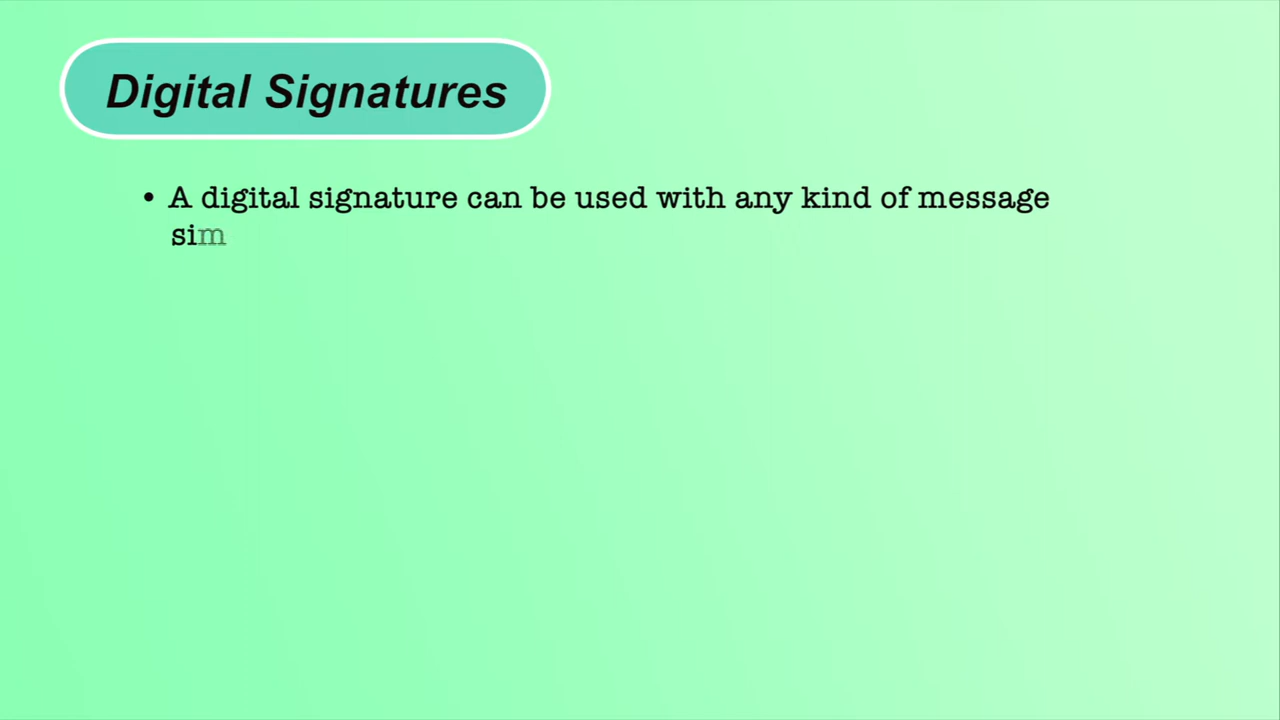 Digital Signatures
• A digital signature can be used with any kind of message
sim